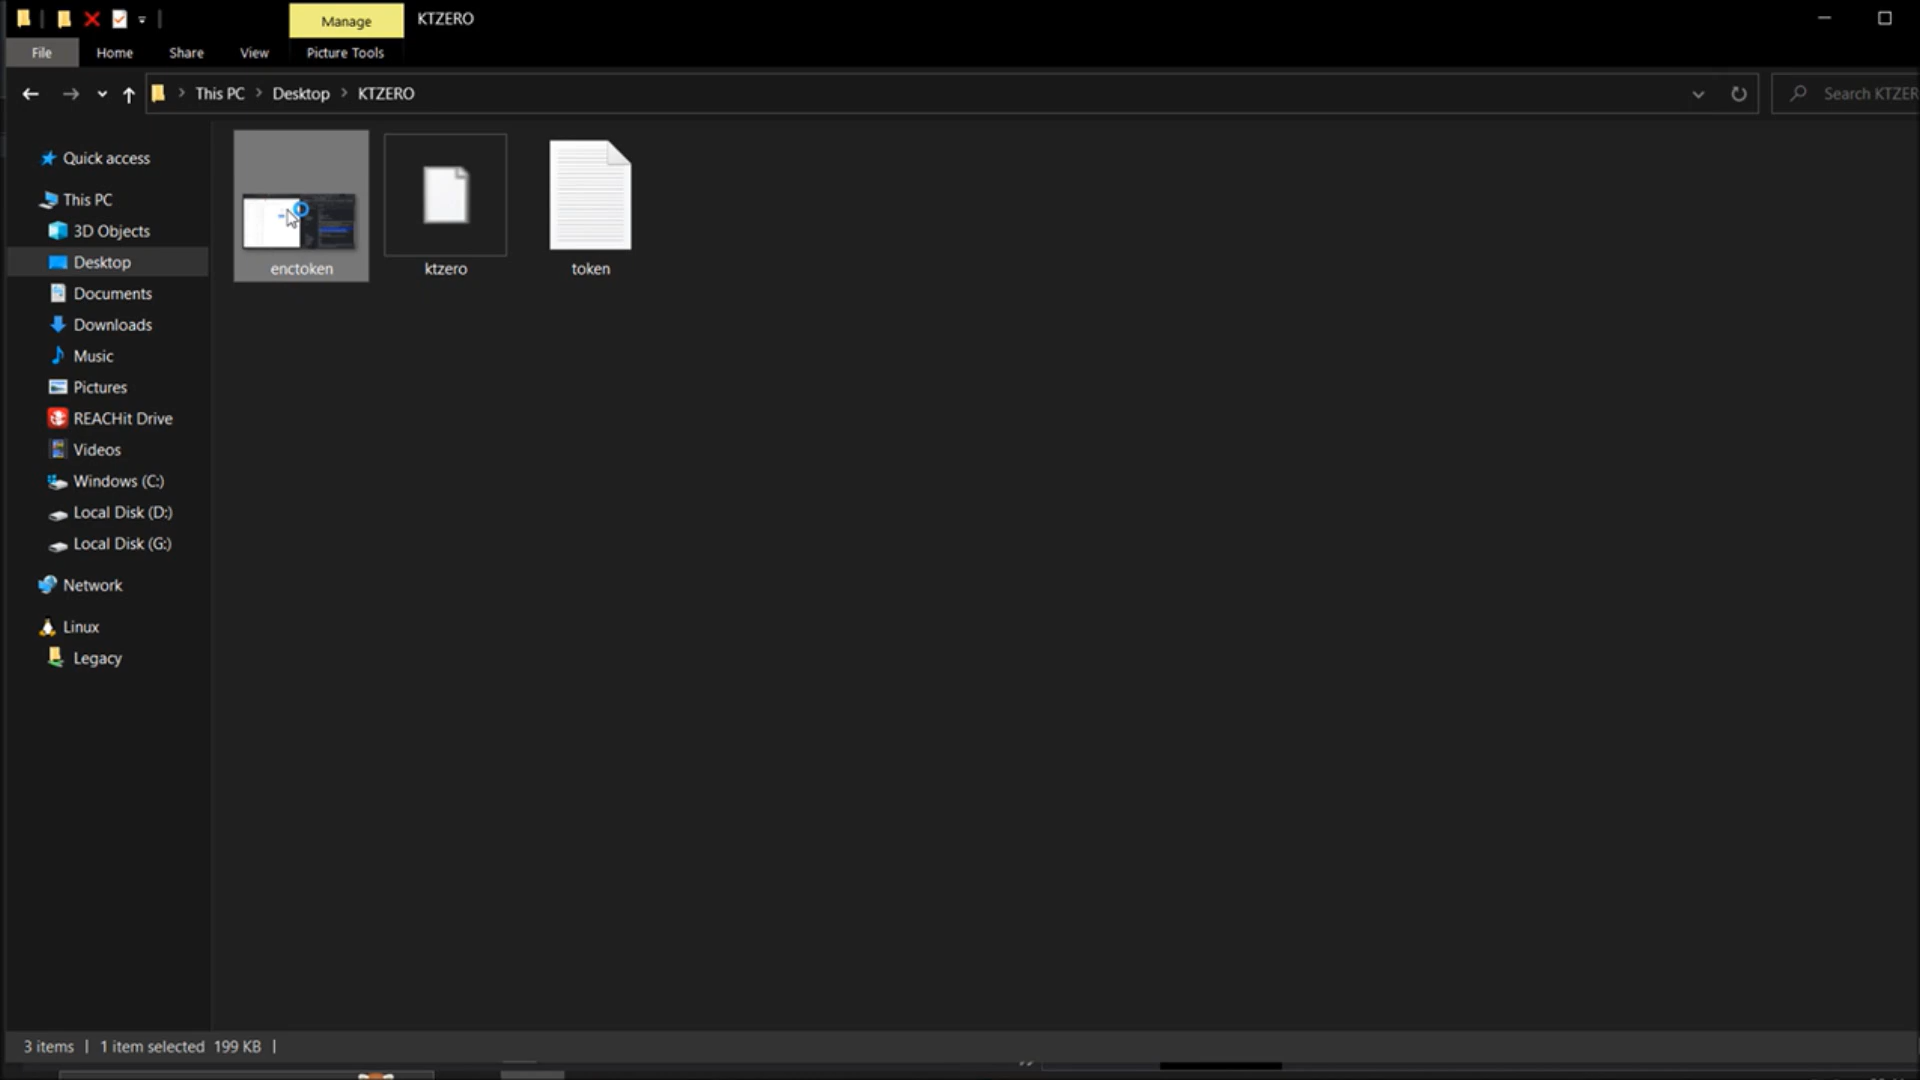 Manage
KTZERO
File
Home
Share
View
Picture Tools
This PC
Desktop
KTZERO
Search KTZER
Quick access
This PC
3D Objects
Desktop
Documents
Downloads
Music
Pictures
REACHit Drive
Videos
Windows (C:)
Local Disk (D:)
Local Disk (G:)
Network
Linux
Legacy
enctoken
ktzero
token
3 items
1 item selected 199 KB